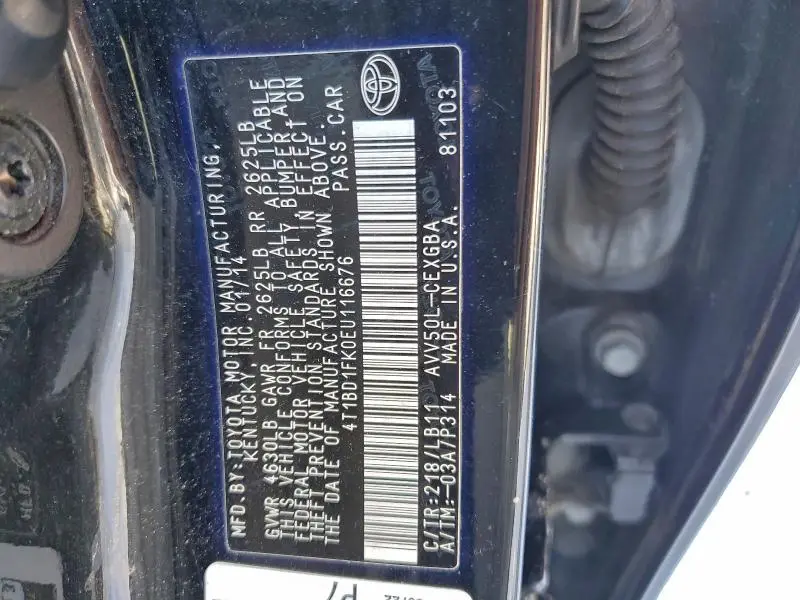 MFD.BY:TOYOTA MOTOR MANUFACTURING,
KENTUCKY, INC. 01/14
GVWR 4630LB GAWR FR 2625LB RR 2625LB
THIS VEHICLE CONFORMS TO ALL APPLICABLE
FEDERAL MOTOR VEHICLE SAFETY, BUMPER, AND
THEFT PREVENTION STANDARDS IN EFFECT ON
THE DATE OF MANUFACTURE SHOWN ABOVE.
4T1BD1FK0EU116676 PASS.CAR
C/TR:218/LB11 AVV50L-CEXGBA
A/TM:-03A/P314 MADE IN U.S.A. 81103
TOYOTA
P7